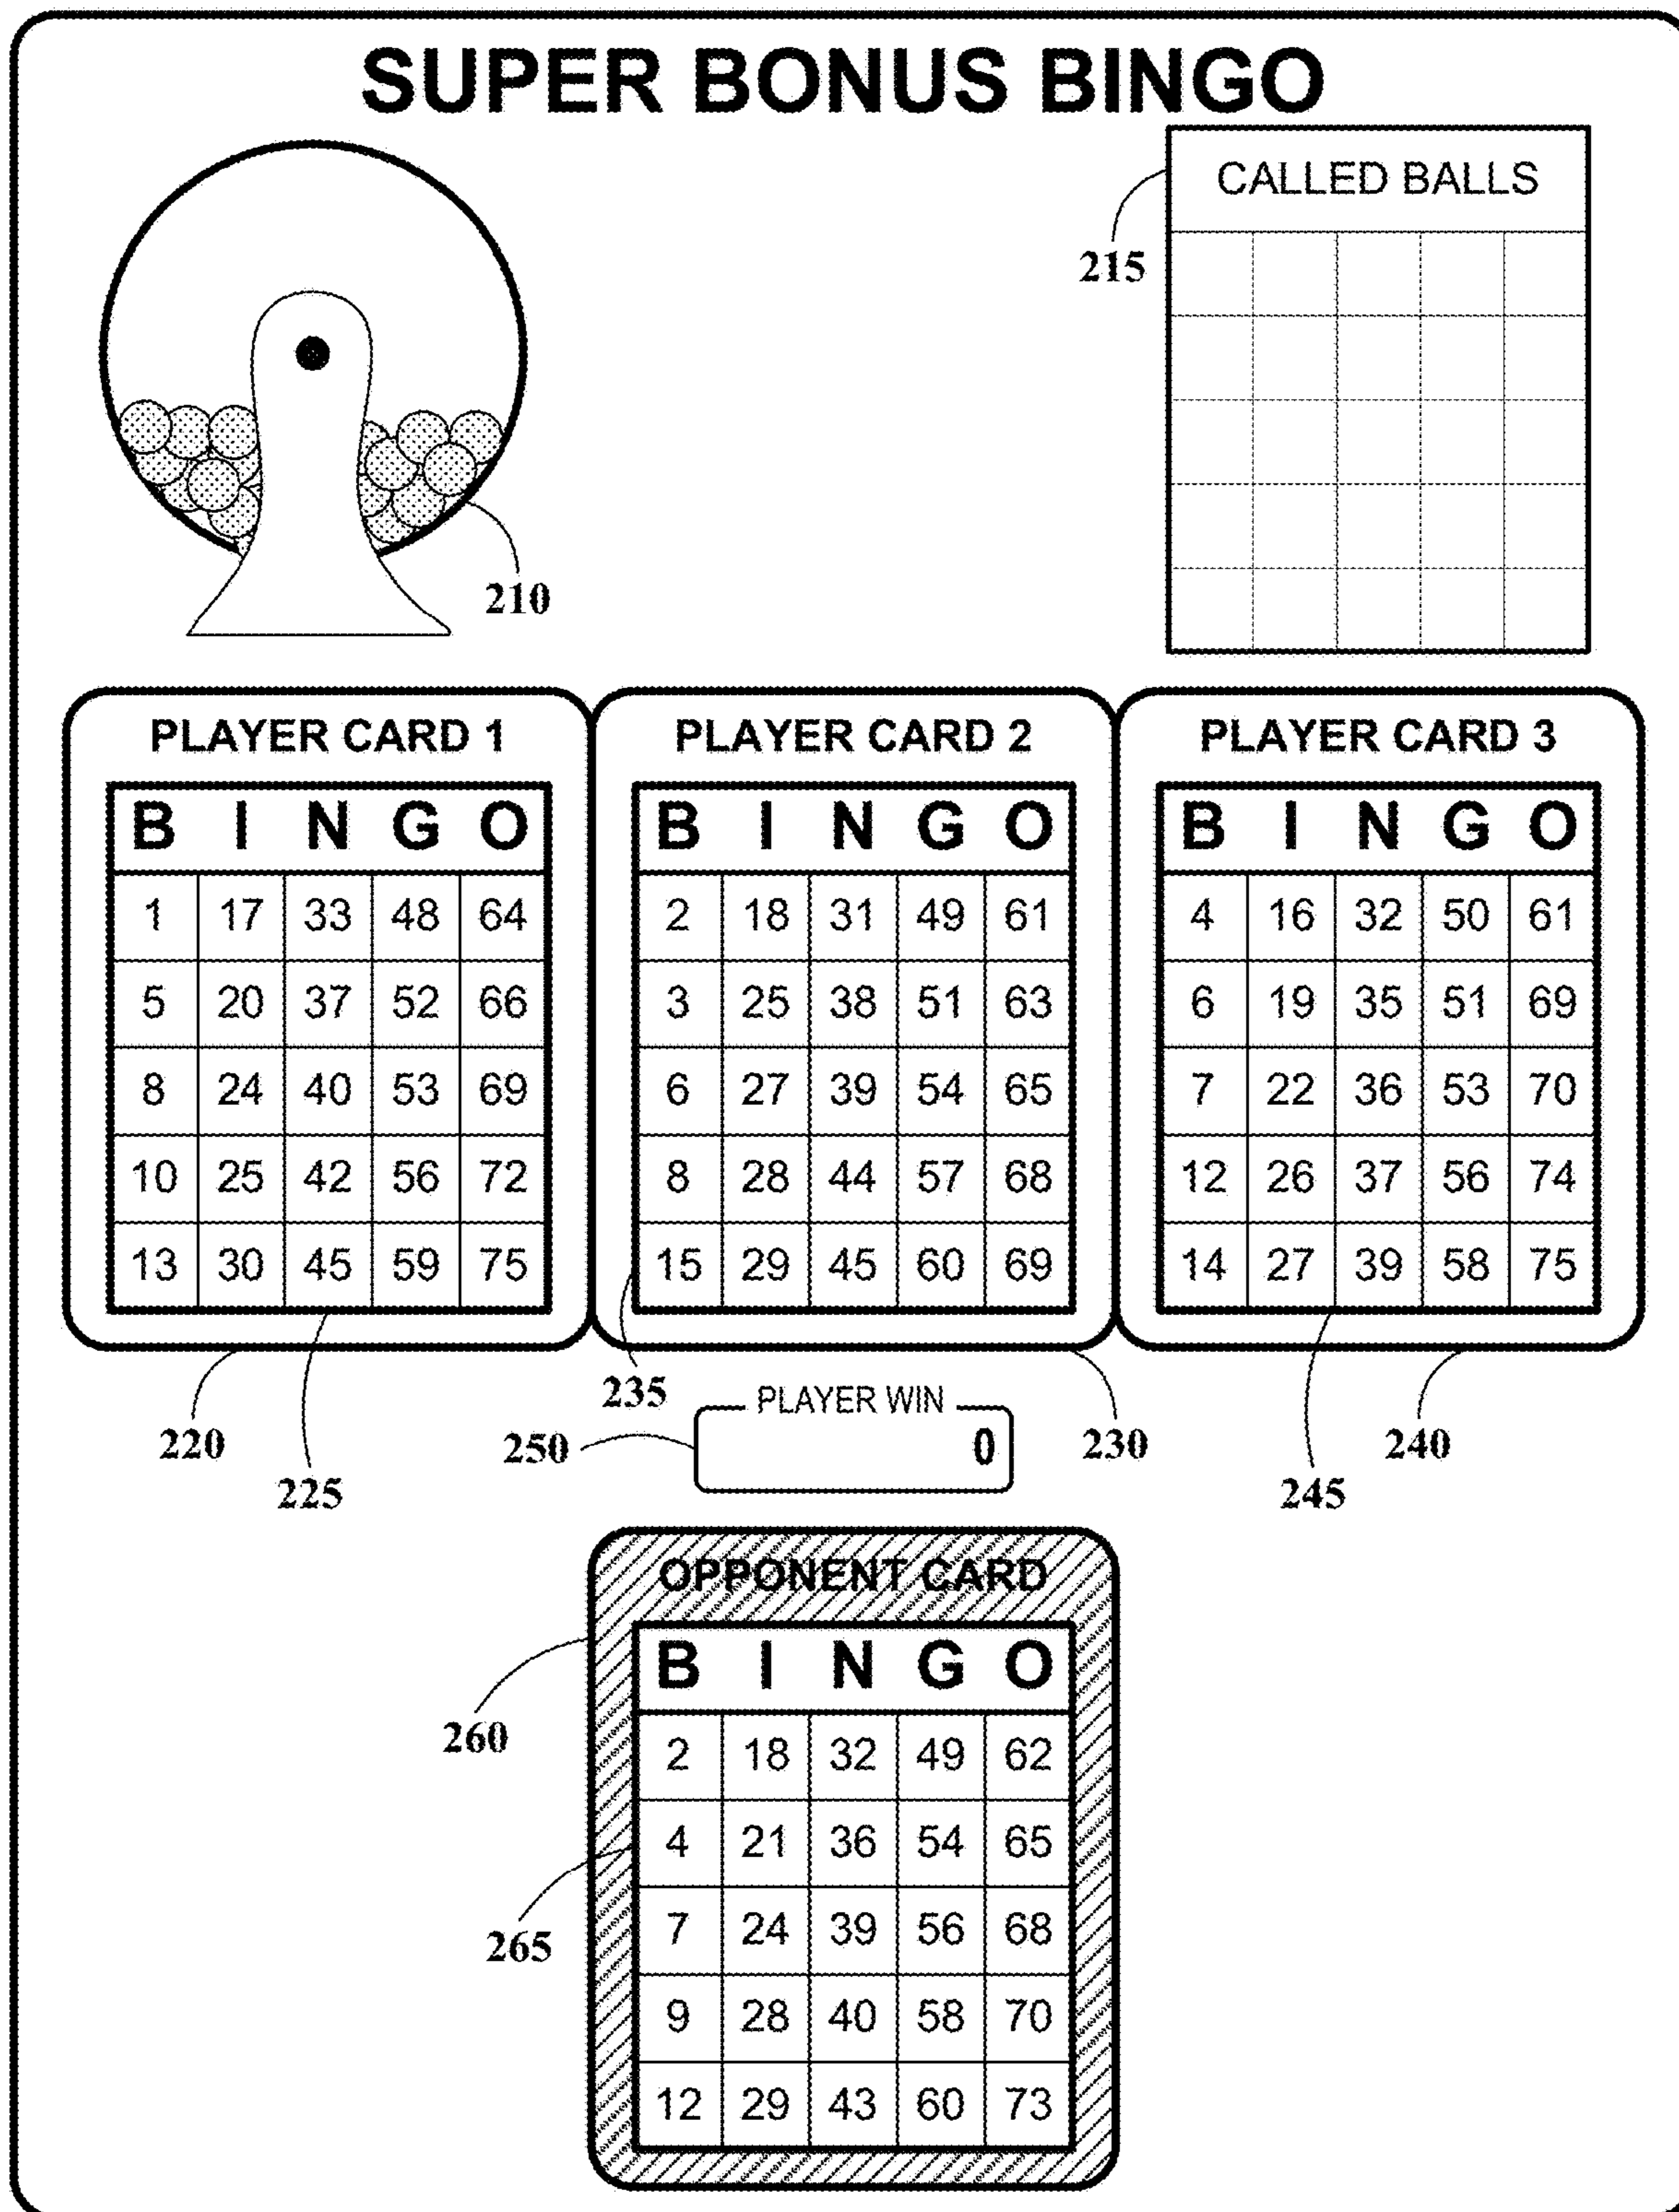 SUPER BONUS BINGO
CALLED BALLS
215
210
PLAYER CARD 1
B I N G O
1 17 33 48 64
5 20 37 52 66
8 24 40 53 69
10 25 42 56 72
13 30 45 59 75
PLAYER CARD 2
B I N G O
2 18 31 49 61
3 25 38 51 63
6 27 39 54 65
8 28 44 57 68
15 29 45 60 69
PLAYER CARD 3
B I N G O
4 16 32 50 61
6 19 35 51 69
7 22 36 53 70
12 26 37 56 74
14 27 39 58 75
220
225
235
PLAYER WIN
250
0
230
240
245
OPPONENT CARD
260
B I N G O
2 18 32 49 62
4 21 36 54 65
7 24 39 56 68
9 28 40 58 70
12 29 43 60 73
265